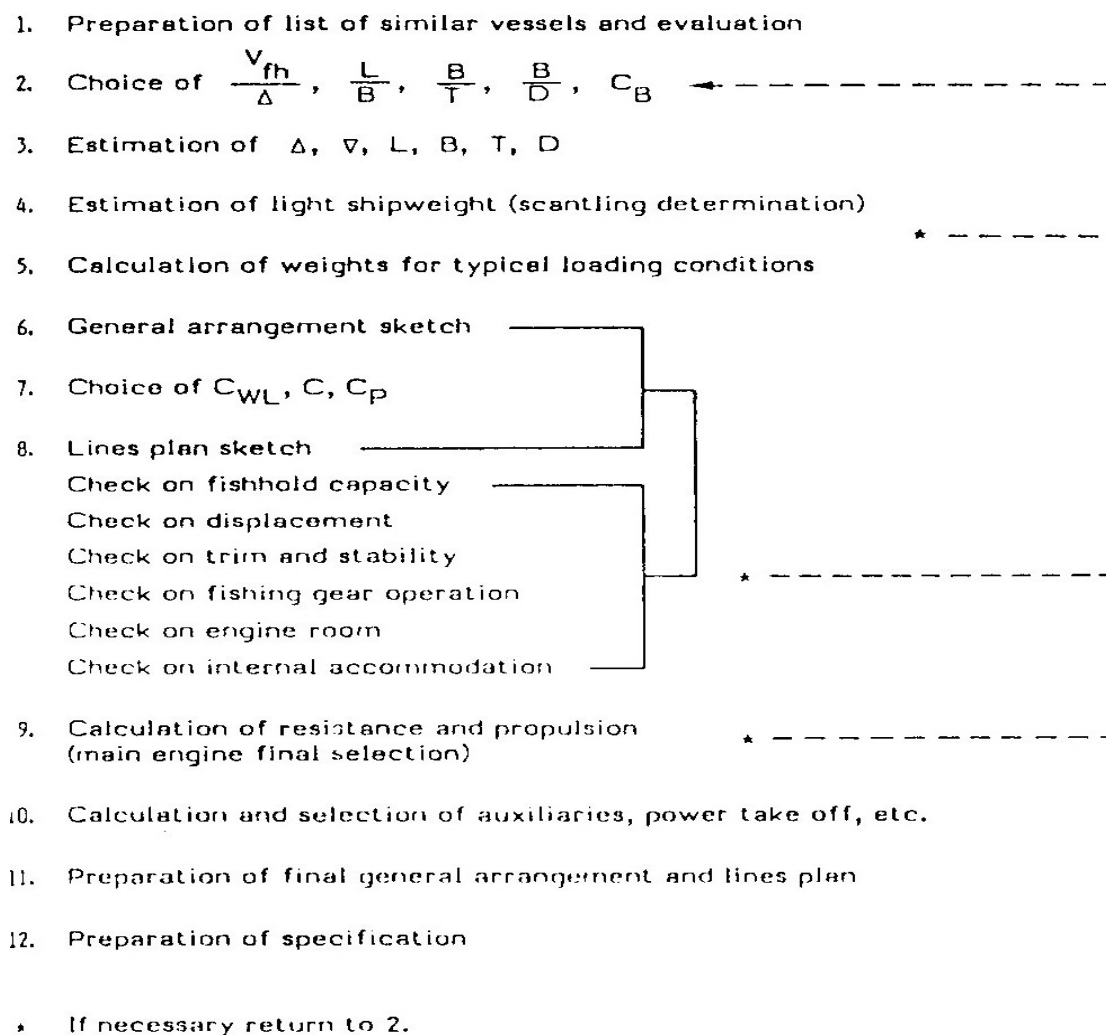 1. Preparation of list of similar vessels and evaluation
2. Choice of V_fh/Δ, L/B, B/T, B/D, C_B
3. Estimation of Δ, ∇, L, B, T, D
4. Estimation of light shipweight (scantling determination)
*
5. Calculation of weights for typical loading conditions
6. General arrangement sketch
7. Choice of C_WL, C, C_P
8. Lines plan sketch
Check on fishhold capacity
Check on displacement
Check on trim and stability
Check on fishing gear operation
*
Check on engine room
Check on internal accommodation
9. Calculation of resistance and propulsion *
(main engine final selection)
10. Calculation and selection of auxiliaries, power take off, etc.
11. Preparation of final general arrangement and lines plan
12. Preparation of specification
* If necessary return to 2.